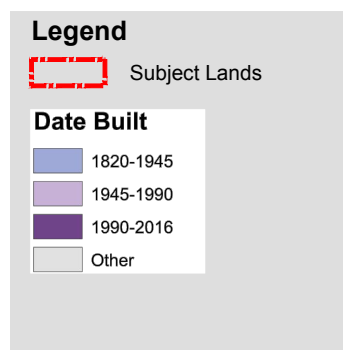 Legend
Subject Lands
Date Built
1820-1945
1945-1990
1990-2016
Other